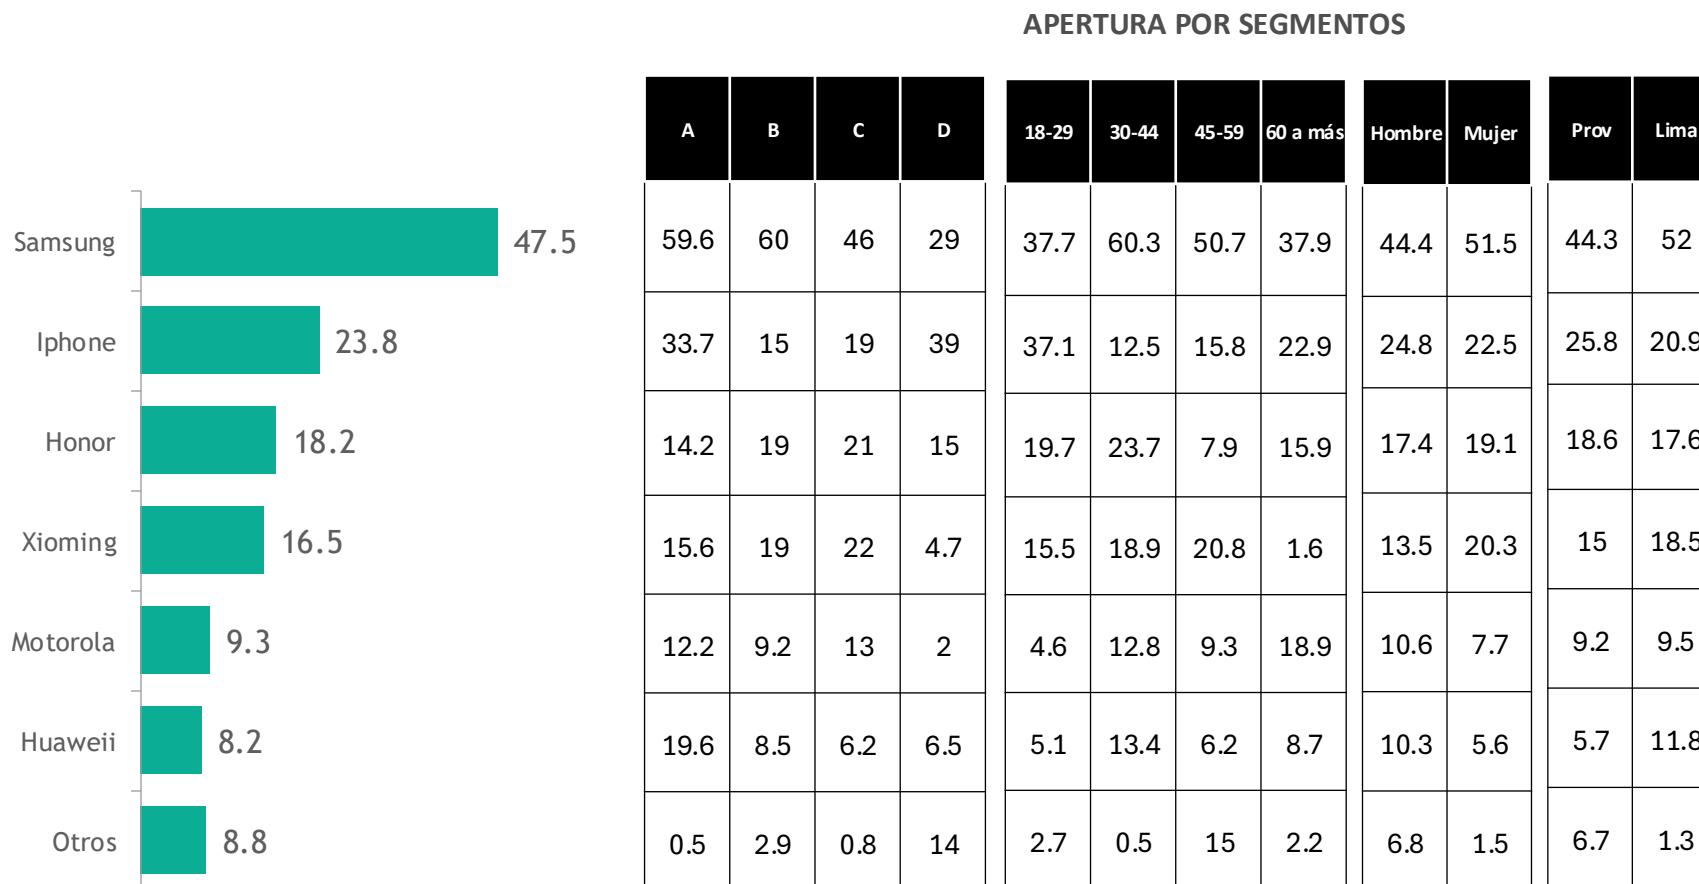 APERTURA POR SEGMENTOS
A B C D 18-29 30-44 45-59 60 a más Hombre Mujer Prov Lima
Samsung 47.5 59.6 60 46 29 37.7 60.3 50.7 37.9 44.4 51.5 44.3 52
Iphone 23.8 33.7 15 19 39 37.1 12.5 15.8 22.9 24.8 22.5 25.8 20.9
Honor 18.2 14.2 19 21 15 19.7 23.7 7.9 15.9 17.4 19.1 18.6 17.6
Xioming 16.5 15.6 19 22 4.7 15.5 18.9 20.8 1.6 13.5 20.3 15 18.5
Motorola 9.3 12.2 9.2 13 2 4.6 12.8 9.3 18.9 10.6 7.7 9.2 9.5
Huaweii 8.2 19.6 8.5 6.2 6.5 5.1 13.4 6.2 8.7 10.3 5.6 5.7 11.8
Otros 8.8 0.5 2.9 0.8 14 2.7 0.5 15 2.2 6.8 1.5 6.7 1.3